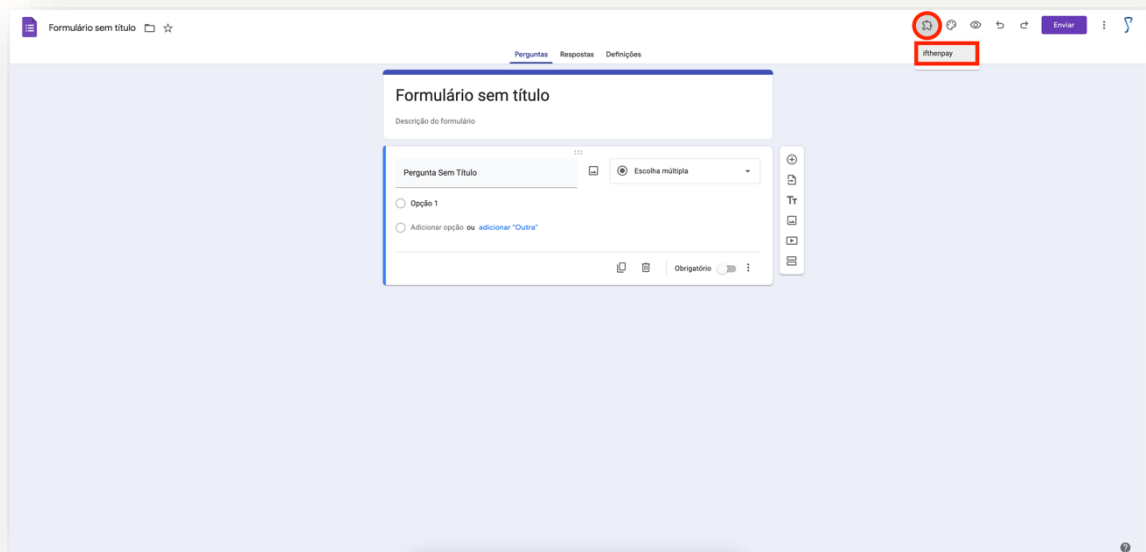 Formulário sem título
Enviar
Perguntas Respostas Definições
ifthenpay
Formulário sem título
Descrição do formulário
Pergunta Sem Título
Escolha múltipla
Opção 1
Adicionar opção ou adicionar "Outra"
Obrigatório